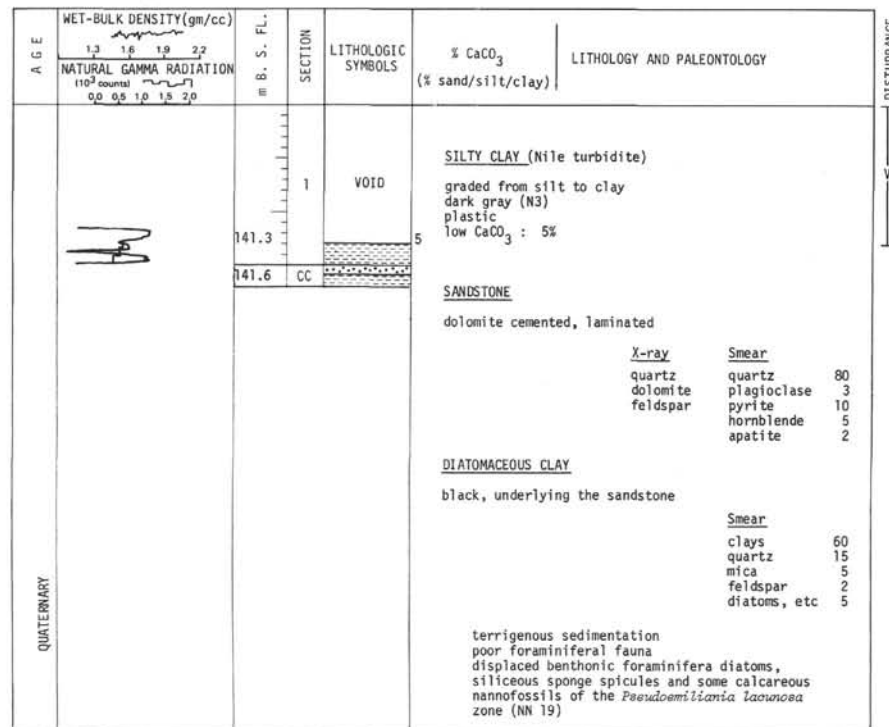 AGE
WET-BULK DENSITY(gm/cc)
1.3 1.6 1.9 2.2
NATURAL GAMMA RADIATION
(10³ counts)
0.0 0.5 1.0 1.5 2.0
m B. S. FL.
SECTION
LITHOLOGIC
SYMBOLS
% CaCO₃
(% sand/silt/clay)
LITHOLOGY AND PALEONTOLOGY
DISTURBANCE
QUATERNARY
141.3
141.6
1
CC
VOID
5
SILTY CLAY (Nile turbidite)
graded from silt to clay
dark gray (N3)
plastic
low CaCO₃ : 5%
SANDSTONE
dolomite cemented, laminated
X-ray Smear
quartz quartz 80
dolomite plagioclase 3
feldspar pyrite 10
hornblende 5
apatite 2
DIATOMACEOUS CLAY
black, underlying the sandstone
Smear
clays 60
quartz 15
mica 5
feldspar 2
diatoms, etc 5
terrigenous sedimentation
poor foraminiferal fauna
displaced benthonic foraminifera diatoms,
siliceous sponge spicules and some calcareous
nannofossils of the Pseudoemiliania lacunosa
zone (NN 19)